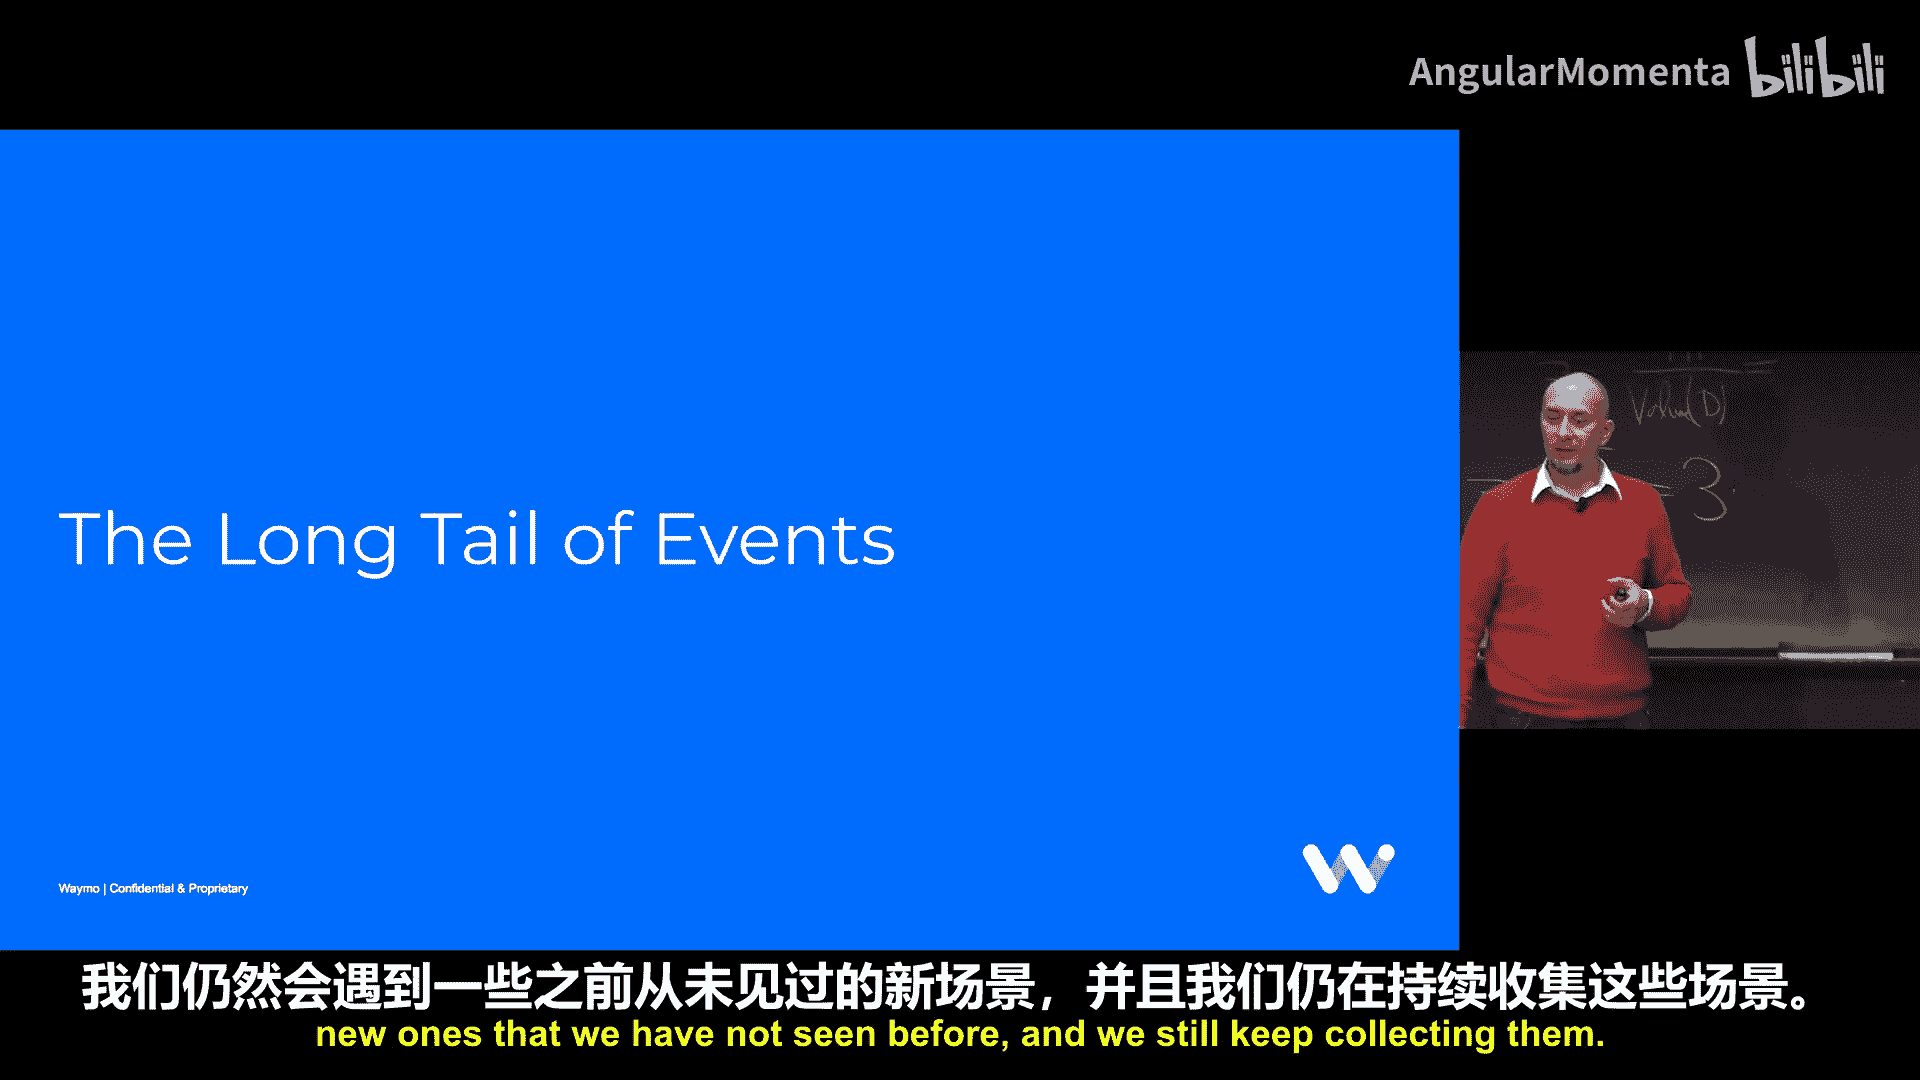 AngularMomenta bilibili
Valu(D)
= 3
The Long Tail of Events
Waymo | Confidential & Proprietary
我们仍然会遇到一些之前从未见过的新场景，并且我们仍在持续收集这些场景。
new ones that we have not seen before, and we still keep collecting them.